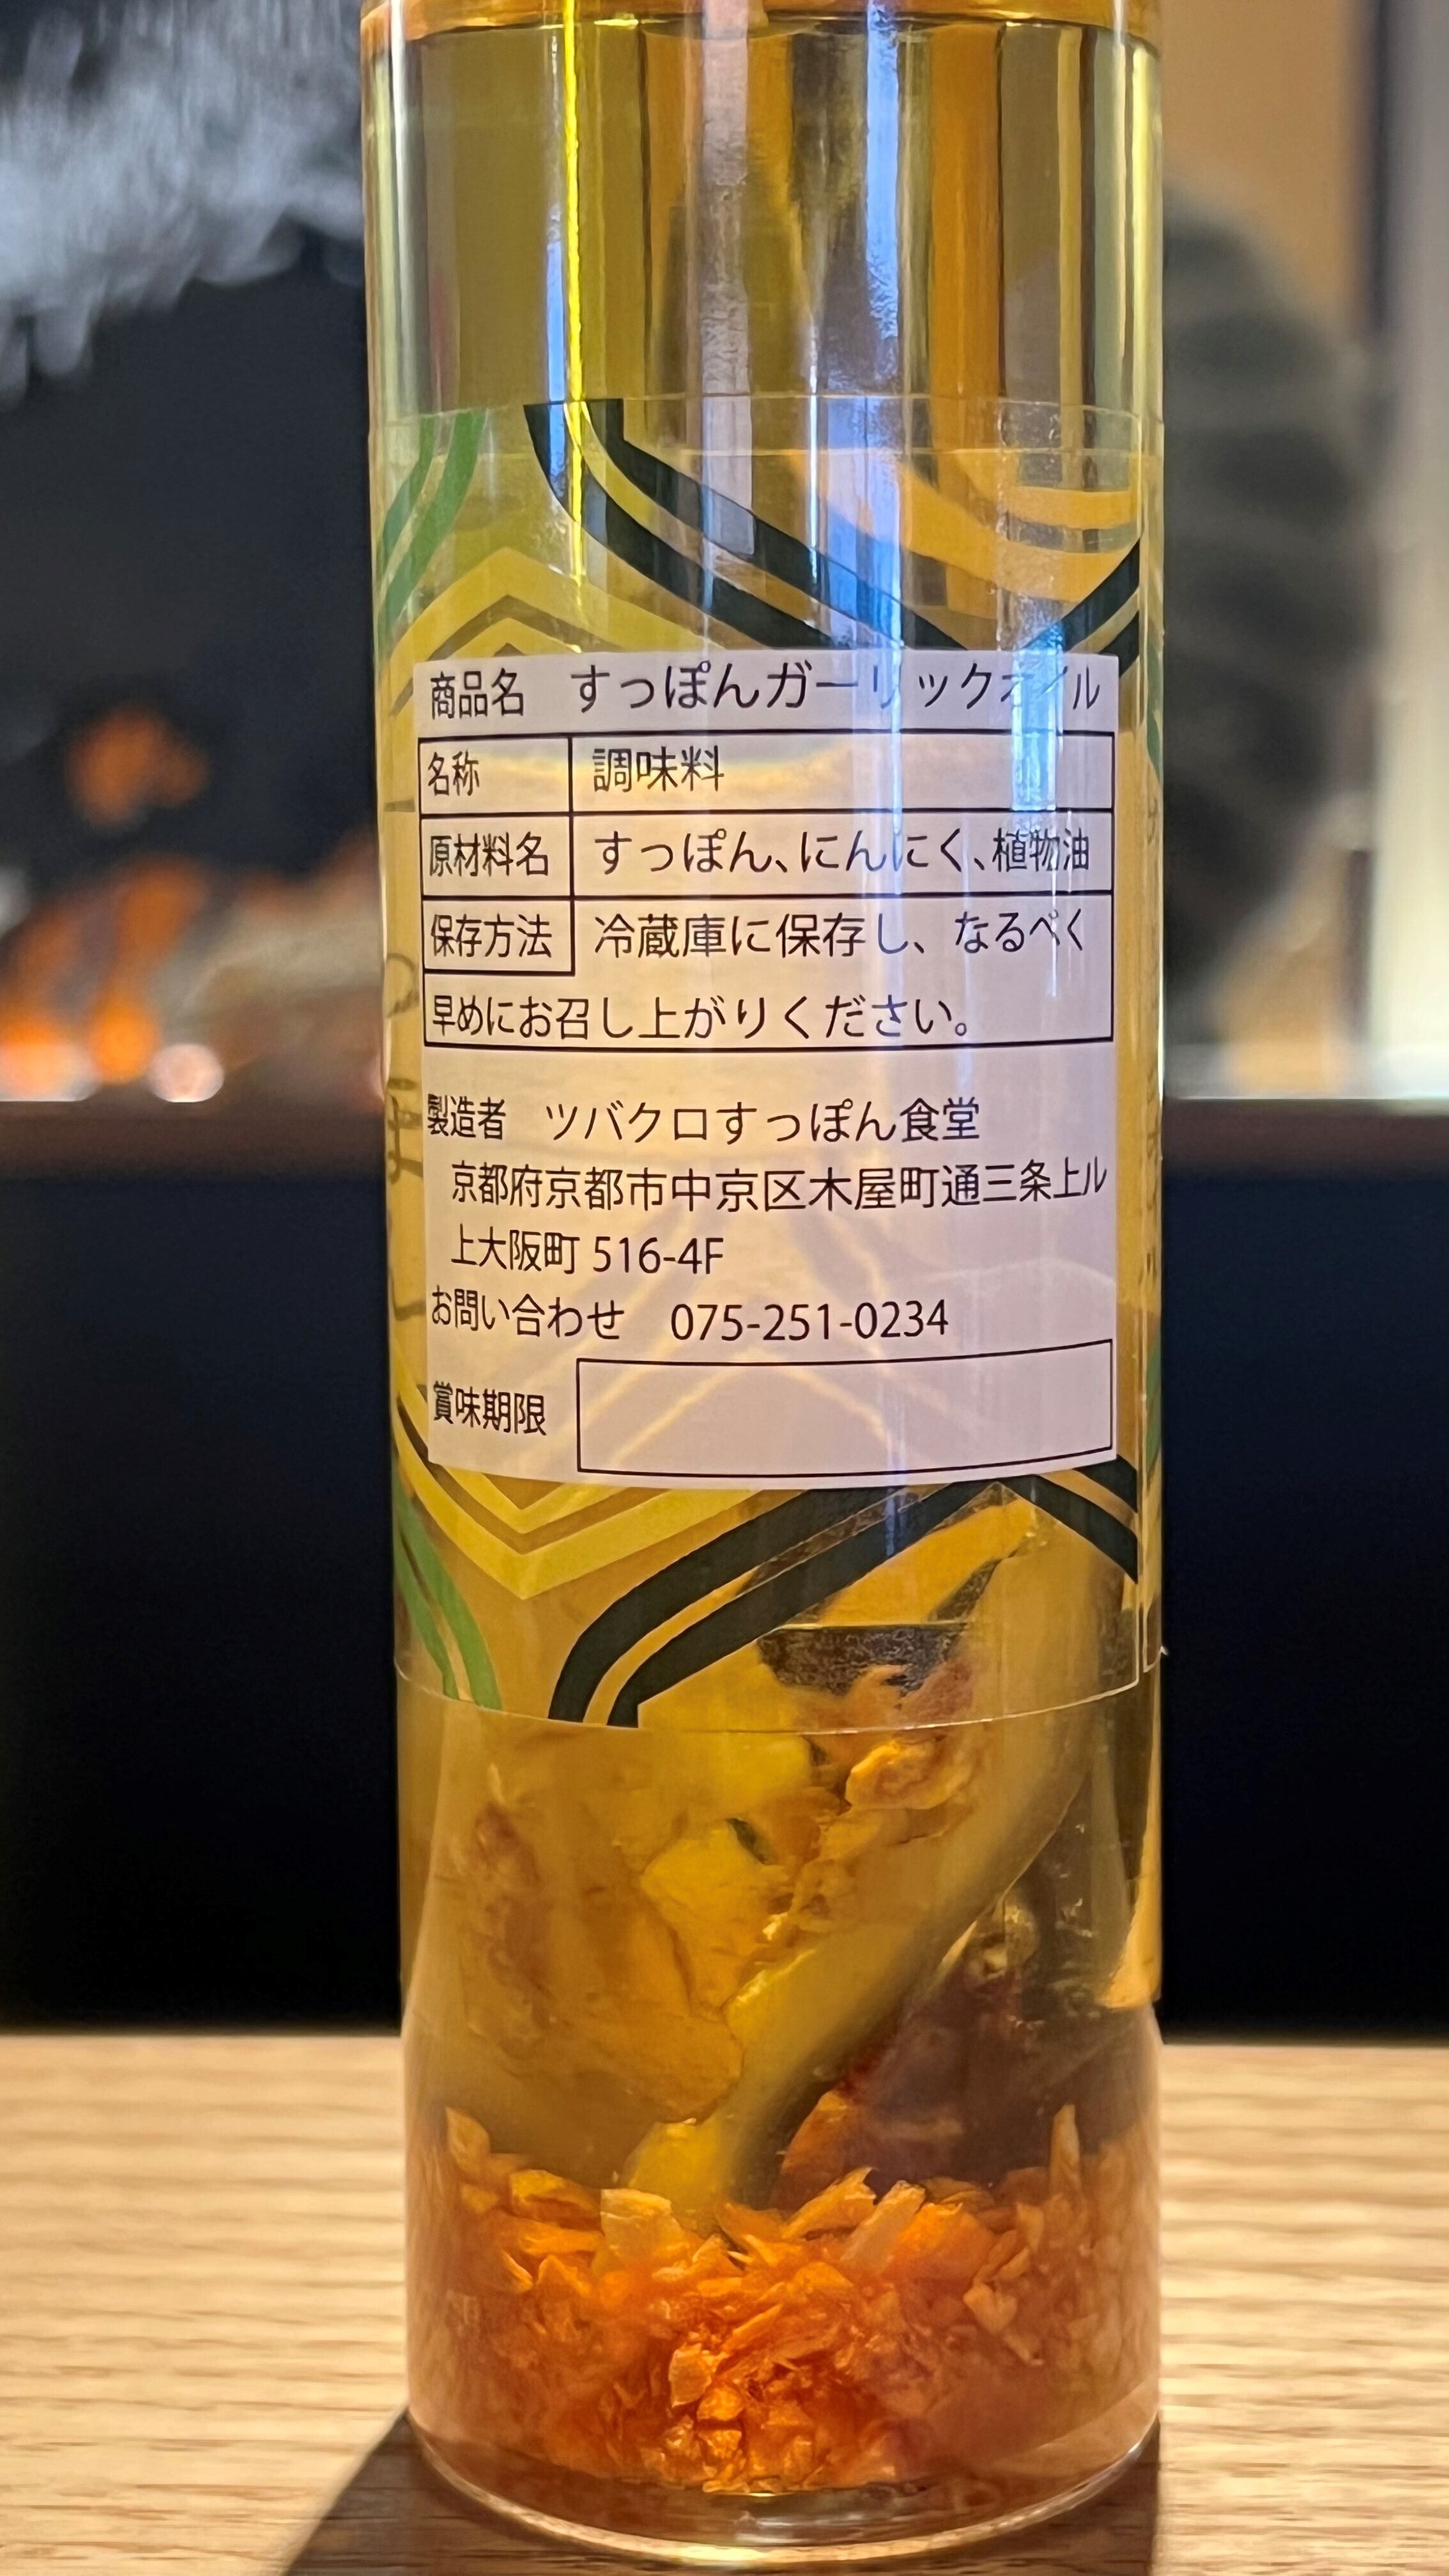 商品名 すっぽんガーリックオイル
名称 調味料
原材料名 すっぽん、にんにく、植物油
保存方法 冷蔵庫に保存し、なるべく
早めにお召し上がりください。
製造者 ツバクロすっぽん食堂
京都府京都市中京区木屋町通三条上ル
上大阪町 516-4F
お問い合わせ 075-251-0234
賞味期限